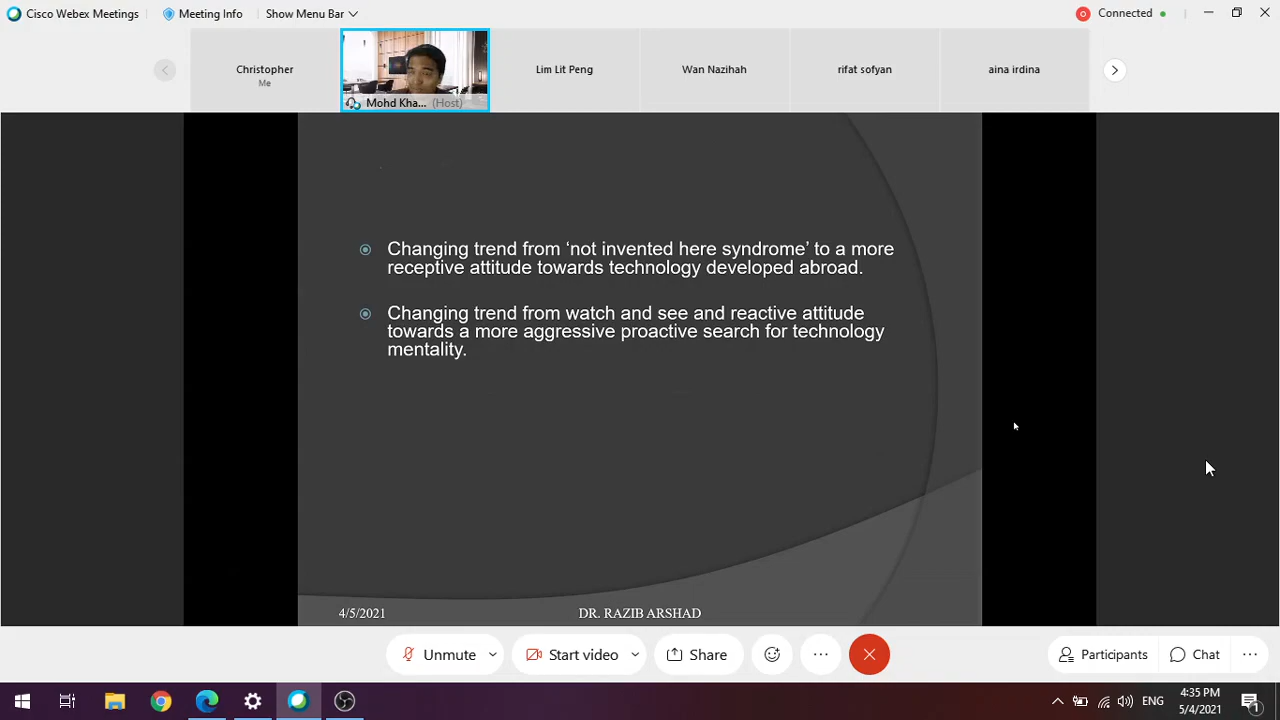 Cisco Webex Meetings
Meeting Info
Show Menu Bar
Connected
Christopher
Me
Mohd Kha... (Host)
Lim Lit Peng
Wan Nazihah
rifat sofyan
aina irdina
Changing trend from ‘not invented here syndrome’ to a more
receptive attitude towards technology developed abroad.
Changing trend from watch and see and reactive attitude
towards a more aggressive proactive search for technology
mentality.
4/5/2021
DR. RAZIB ARSHAD
Unmute
Start video
Share
Participants
Chat
ENG
4:35 PM
5/4/2021
1